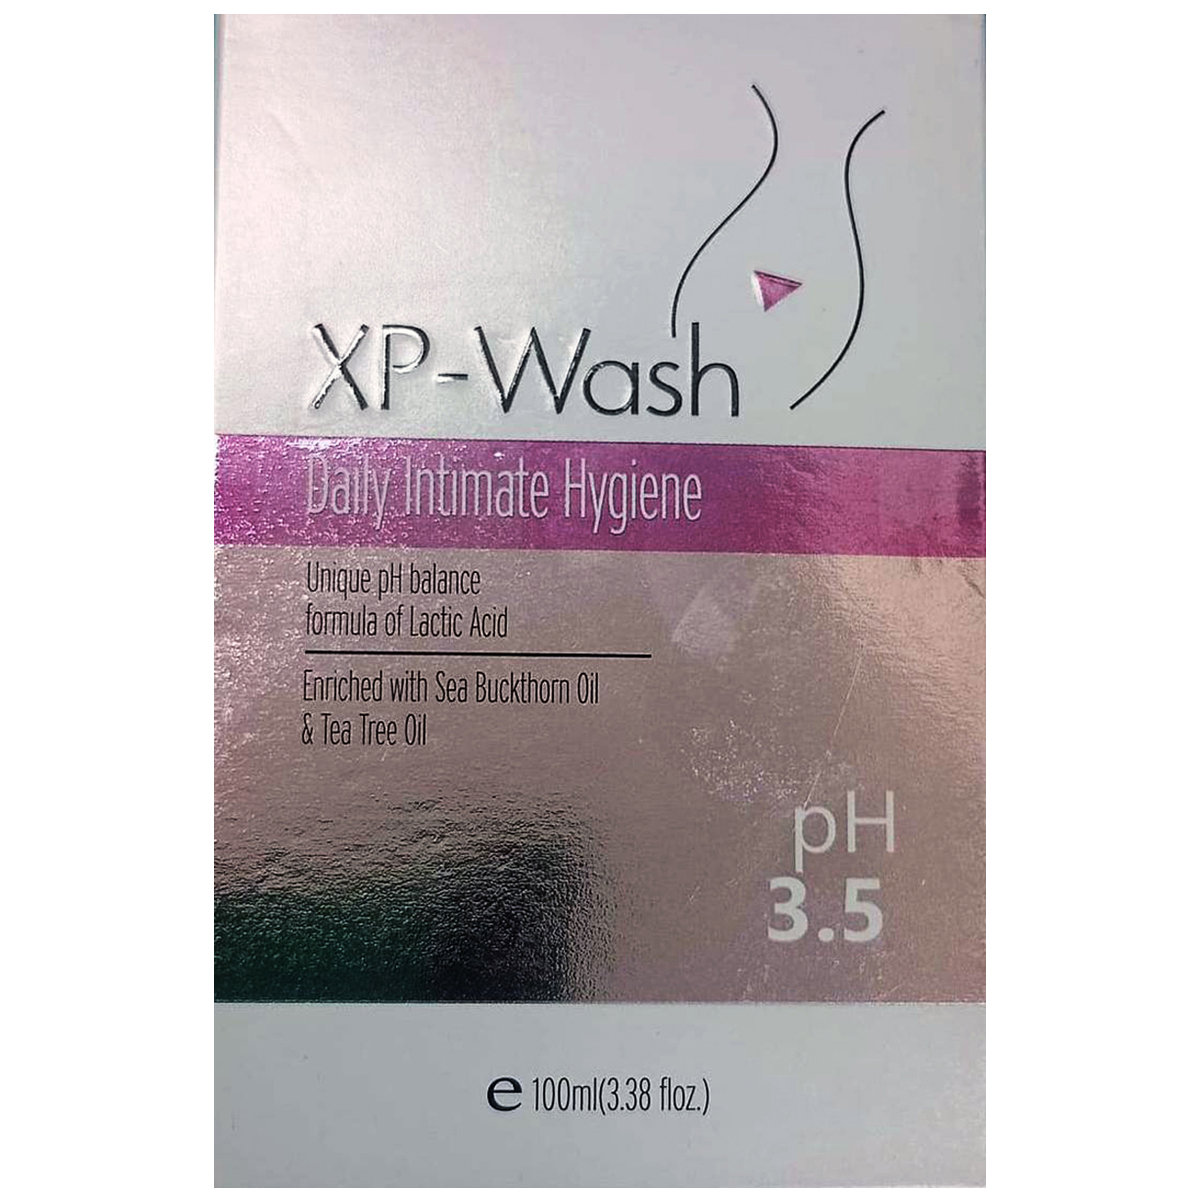 XP-Wash
Daily Intimate Hygiene
Unique pH balance
formula of Lactic Acid
Enriched with Sea Buckthorn Oil
& Tea Tree Oil
pH
3.5
e 100ml(3.38 floz.)